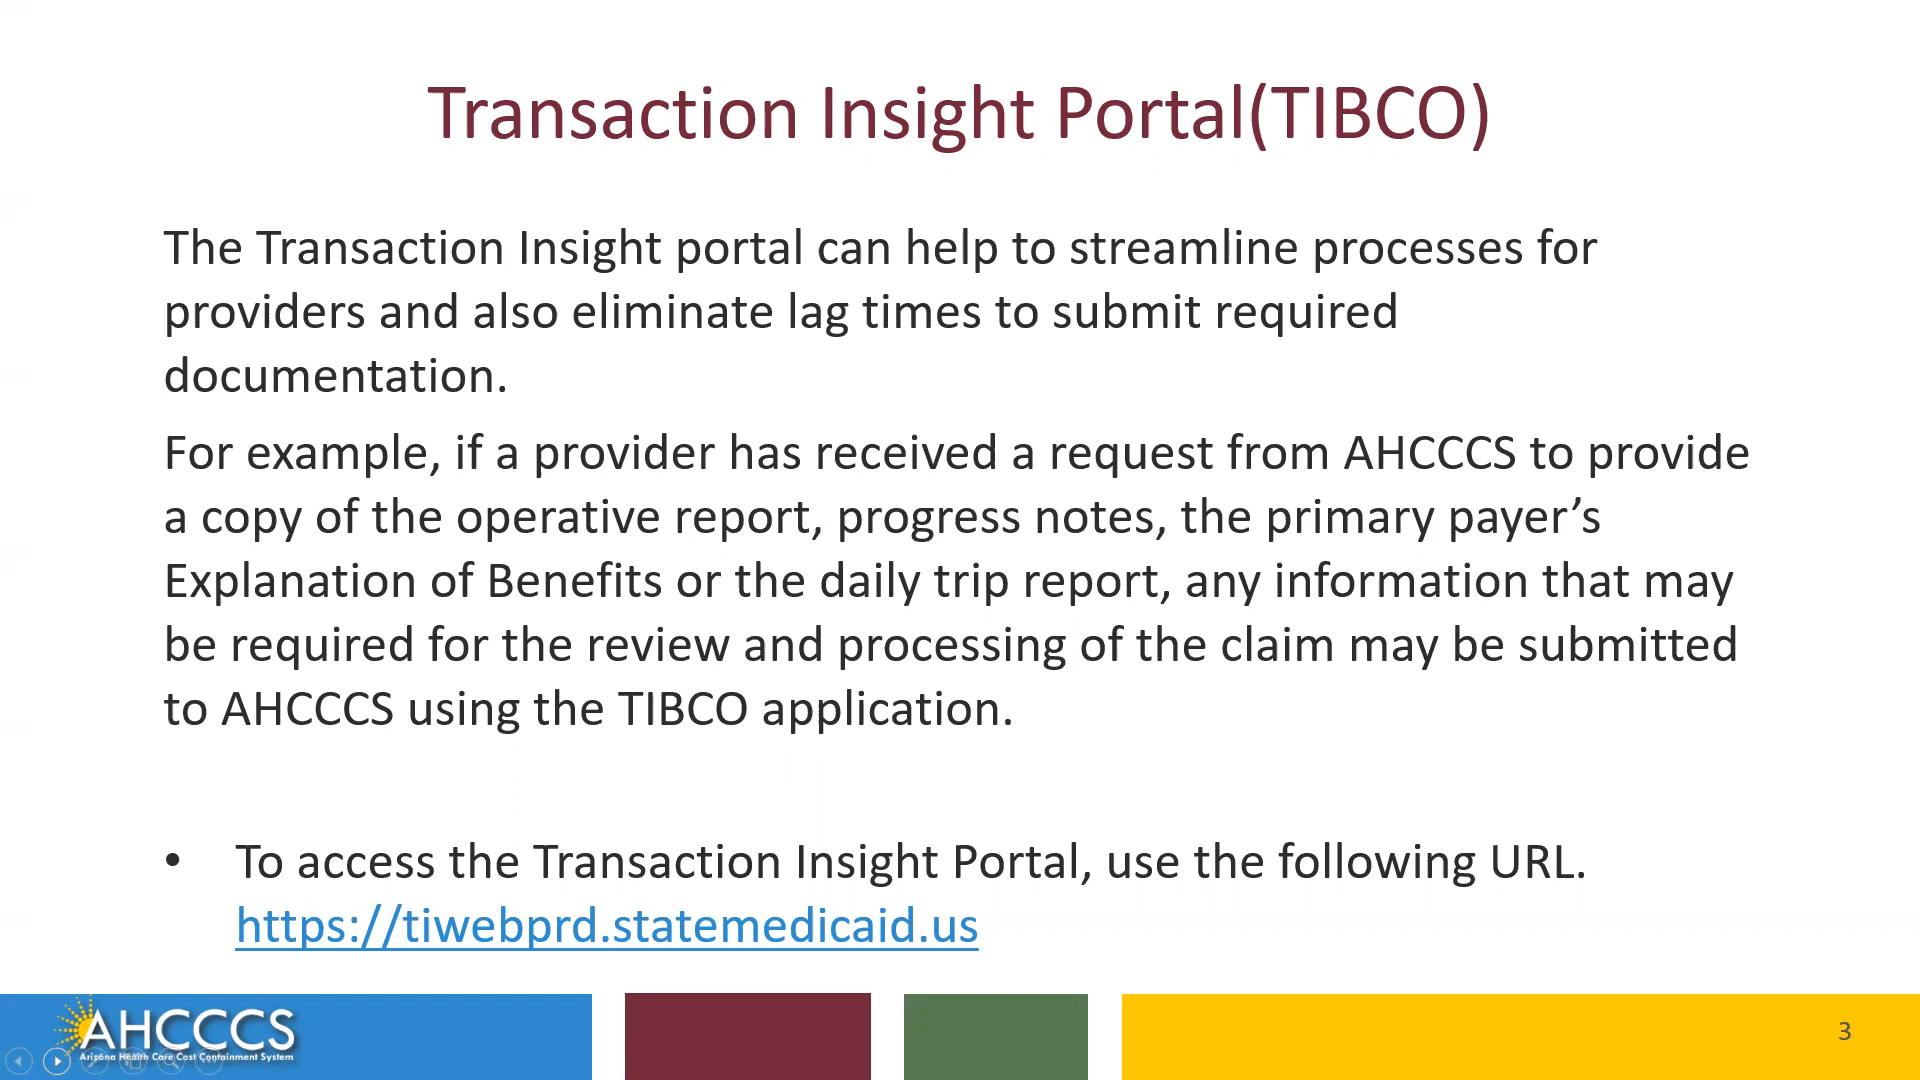 Transaction Insight Portal(TIBCO)
The Transaction Insight portal can help to streamline processes for
providers and also eliminate lag times to submit required
documentation.
For example, if a provider has received a request from AHCCCS to provide
a copy of the operative report, progress notes, the primary payer’s
Explanation of Benefits or the daily trip report, any information that may
be required for the review and processing of the claim may be submitted
to AHCCCS using the TIBCO application.
• To access the Transaction Insight Portal, use the following URL.
https://tiwebprd.statemedicaid.us
AHCCCS
Arizona Health Care Cost Containment System
3